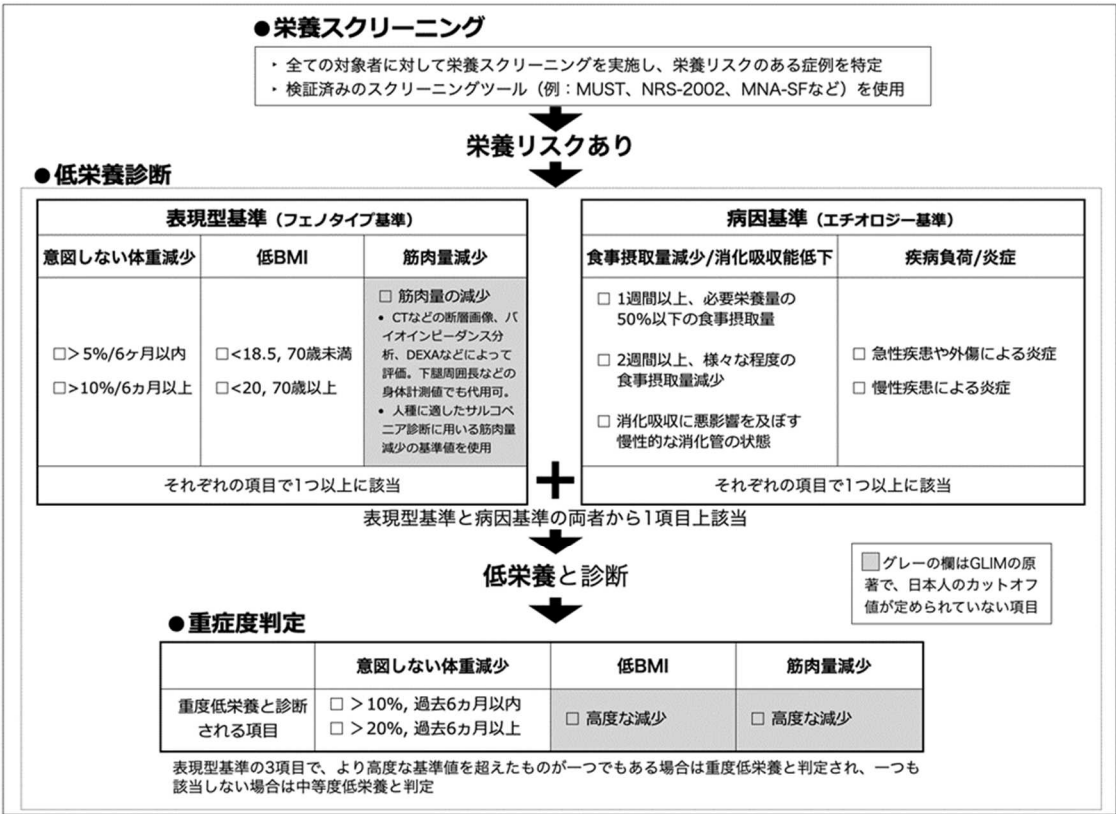 ●栄養スクリーニング
‣ 全ての対象者に対して栄養スクリーニングを実施し、栄養リスクのある症例を特定
‣ 検証済みのスクリーニングツール（例：MUST、NRS-2002、MNA-SFなど）を使用
栄養リスクあり
●低栄養診断
表現型基準（フェノタイプ基準）
意図しない体重減少
低BMI
筋肉量減少
□＞5%/6ヶ月以内
□>10%/6ヵ月以上
□<18.5, 70歳未満
□<20, 70歳以上
□ 筋肉量の減少
• CTなどの断層画像、バ
イオインピーダンス分
析、DEXAなどによって
評価。下腿周囲長などの
身体計測値でも代用可。
• 人種に適したサルコペ
ニア診断に用いる筋肉量
減少の基準値を使用
それぞれの項目で1つ以上に該当
病因基準（エチオロジー基準）
食事摂取量減少/消化吸収能低下
疾病負荷/炎症
□ 1週間以上、必要栄養量の
50%以下の食事摂取量
□ 2週間以上、様々な程度の
食事摂取量減少
□ 消化吸収に悪影響を及ぼす
慢性的な消化管の状態
□ 急性疾患や外傷による炎症
□ 慢性疾患による炎症
それぞれの項目で1つ以上に該当
+
表現型基準と病因基準の両者から1項目上該当
低栄養と診断
グレーの欄はGLIMの原
著で、日本人のカットオフ
値が定められていない項目
●重症度判定
意図しない体重減少
低BMI
筋肉量減少
重度低栄養と診断
される項目
□ ＞10%, 過去6ヵ月以内
□ ＞20%, 過去6ヵ月以上
□ 高度な減少
□ 高度な減少
表現型基準の3項目で、より高度な基準値を超えたものが一つでもある場合は重度低栄養と判定され、一つも
該当しない場合は中等度低栄養と判定